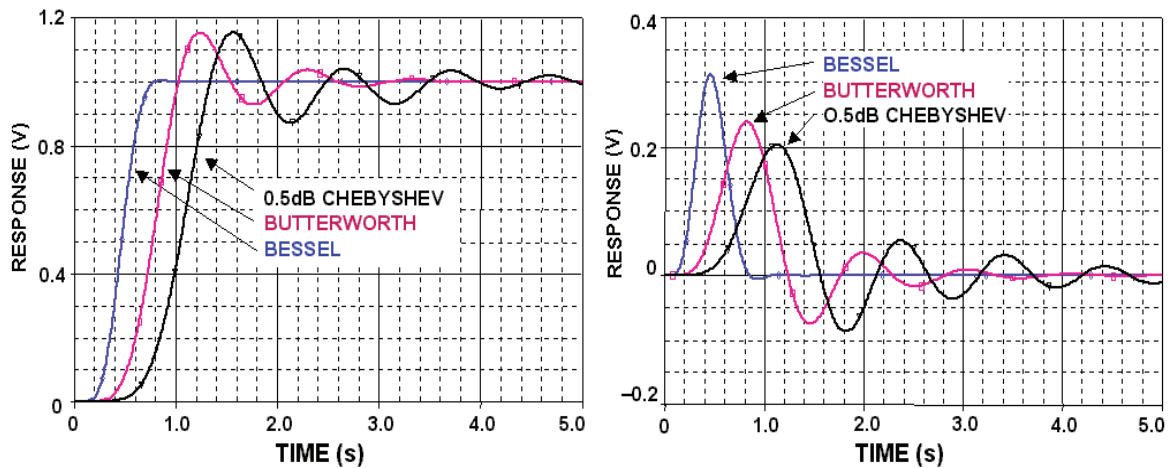 1.2
0.8
0.4
0
RESPONSE (V)
0.5dB CHEBYSHEV
BUTTERWORTH
BESSEL
0 1.0 2.0 3.0 4.0 5.0
TIME (s)
0.4
0.2
0
–0.2
RESPONSE (V)
BESSEL
BUTTERWORTH
O.5dB CHEBYSHEV
0 1.0 2.0 3.0 4.0 5.0
TIME (s)